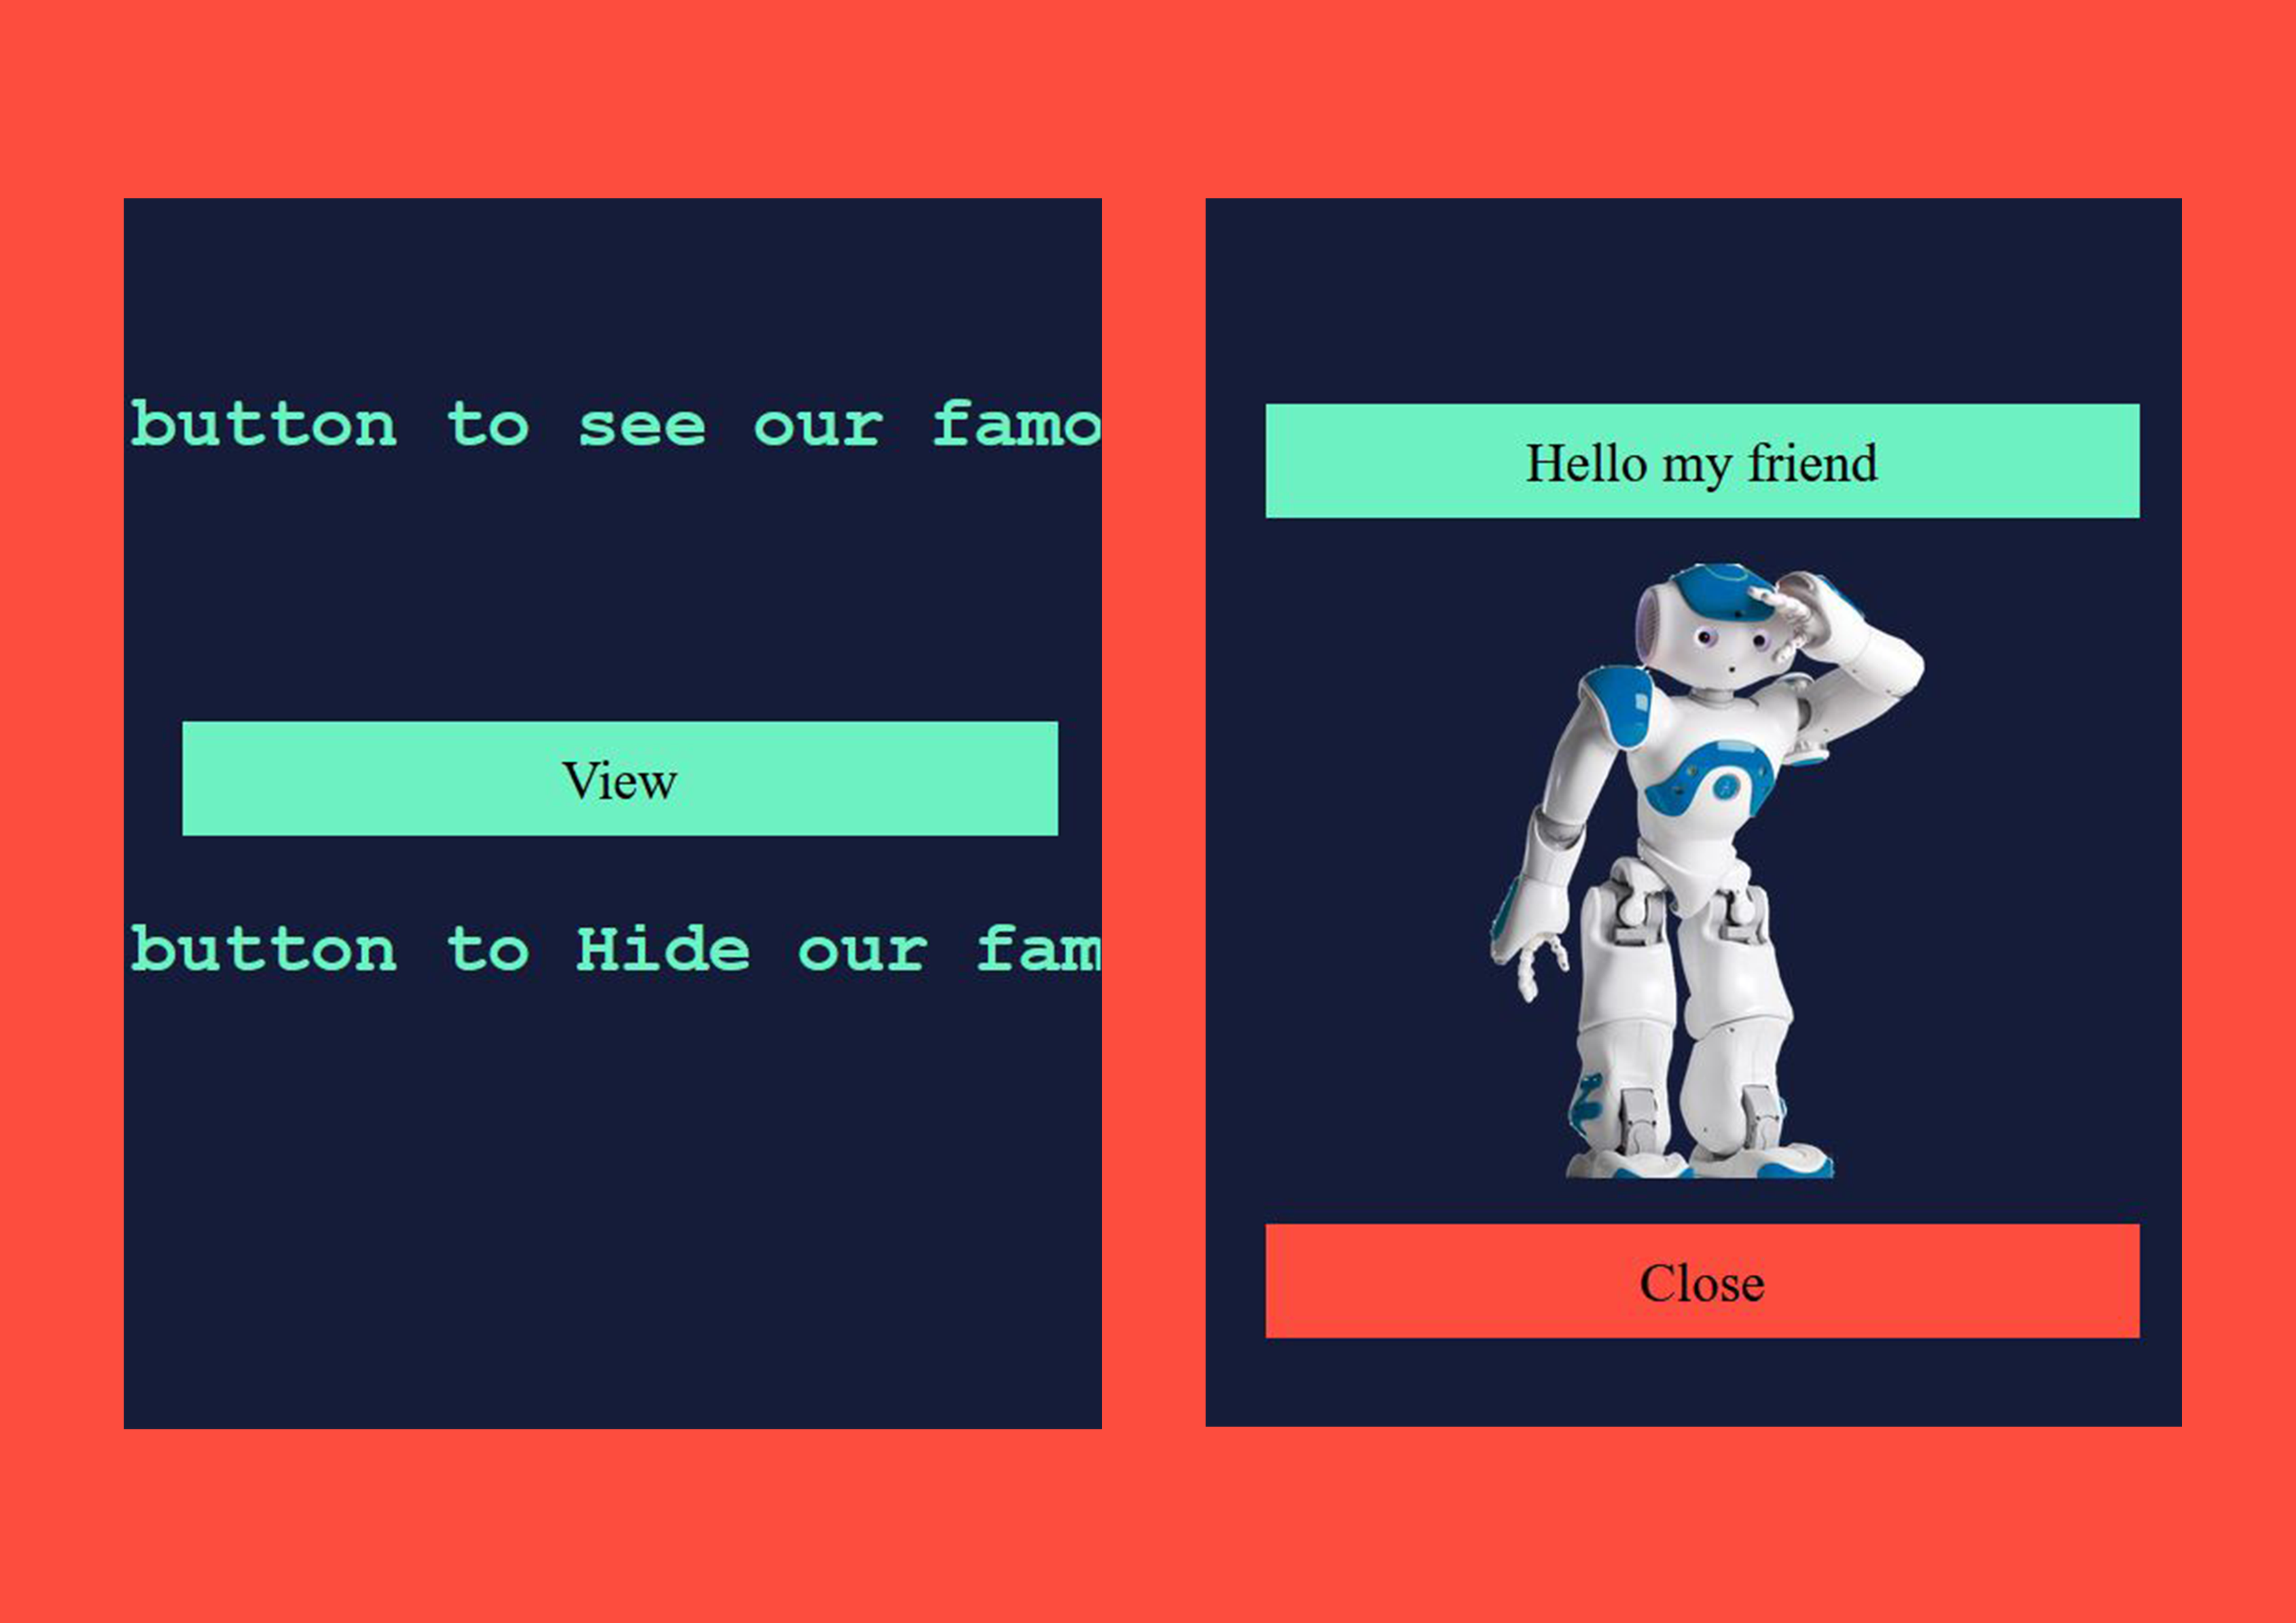 button to see our famo
View
button to Hide our fam
Hello my friend
Close